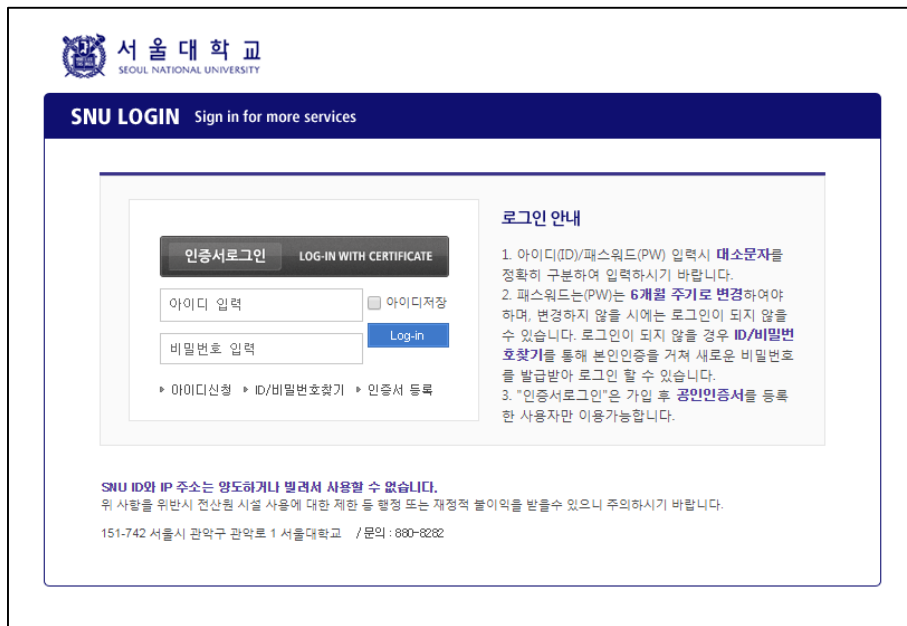 서울대학교
SEOUL NATIONAL UNIVERSITY
SNU LOGIN Sign in for more services
인증서로그인 LOG-IN WITH CERTIFICATE
아이디 입력
아이디저장
비밀번호 입력
Log-in
아이디신청 ID/비밀번호찾기 인증서 등록
로그인 안내
1. 아이디(ID)/패스워드(PW) 입력시 대소문자를
정확히 구분하여 입력하시기 바랍니다.
2. 패스워드는(PW)는 6개월 주기로 변경하여야
하며, 변경하지 않을 시에는 로그인이 되지 않을
수 있습니다. 로그인이 되지 않을 경우 ID/비밀번
호찾기를 통해 본인인증을 거쳐 새로운 비밀번호
를 발급받아 로그인 할 수 있습니다.
3. "인증서로그인"은 가입 후 공인인증서를 등록
한 사용자만 이용가능합니다.
SNU ID와 IP 주소는 양도하거나 빌려서 사용할 수 없습니다.
위 사항을 위반시 전산원 시설 사용에 대한 제한 등 행정 또는 재정적 불이익을 받을수 있으니 주의하시기 바랍니다.
151-742 서울시 관악구 관악로 1 서울대학교 / 문의 : 880-8282